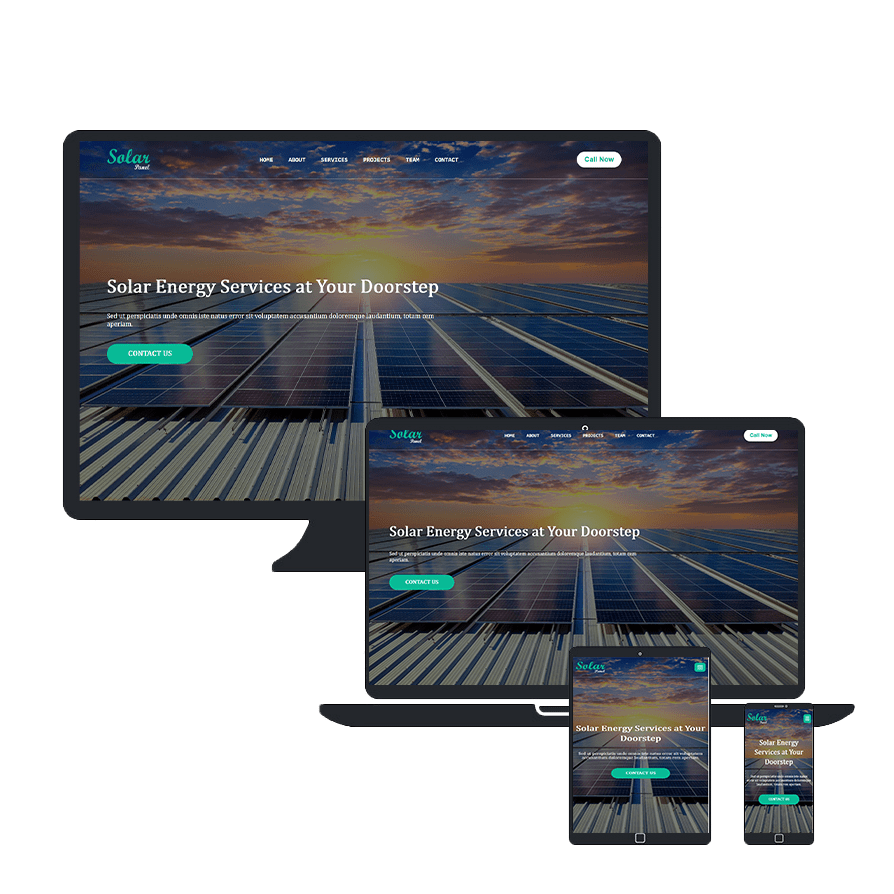 Solar
Panel
HOME ABOUT SERVICES PROJECTS TEAM CONTACT
Call Now
Solar Energy Services at Your Doorstep
Sed ut perspiciatis unde omnis iste natus error sit voluptatem accusantium doloremque laudantium, totam rem
aperiam.
CONTACT US
Solar
Panel
HOME ABOUT SERVICES PROJECTS TEAM CONTACT
Call Now
Solar Energy Services at Your Doorstep
Sed ut perspiciatis unde omnis iste natus error sit voluptatem accusantium doloremque laudantium, totam rem
aperiam.
CONTACT US
Solar
Panel
Solar Energy Services at Your
Doorstep
Sed ut perspiciatis unde omnis iste natus error sit voluptatem
accusantium doloremque laudantium, totam rem aperiam.
CONTACT US
Solar
Panel
Solar Energy
Services at Your
Doorstep
Sed ut perspiciatis unde omnis iste natus
error sit voluptatem accusantium doloremque
laudantium, totam rem aperiam.
CONTACT US